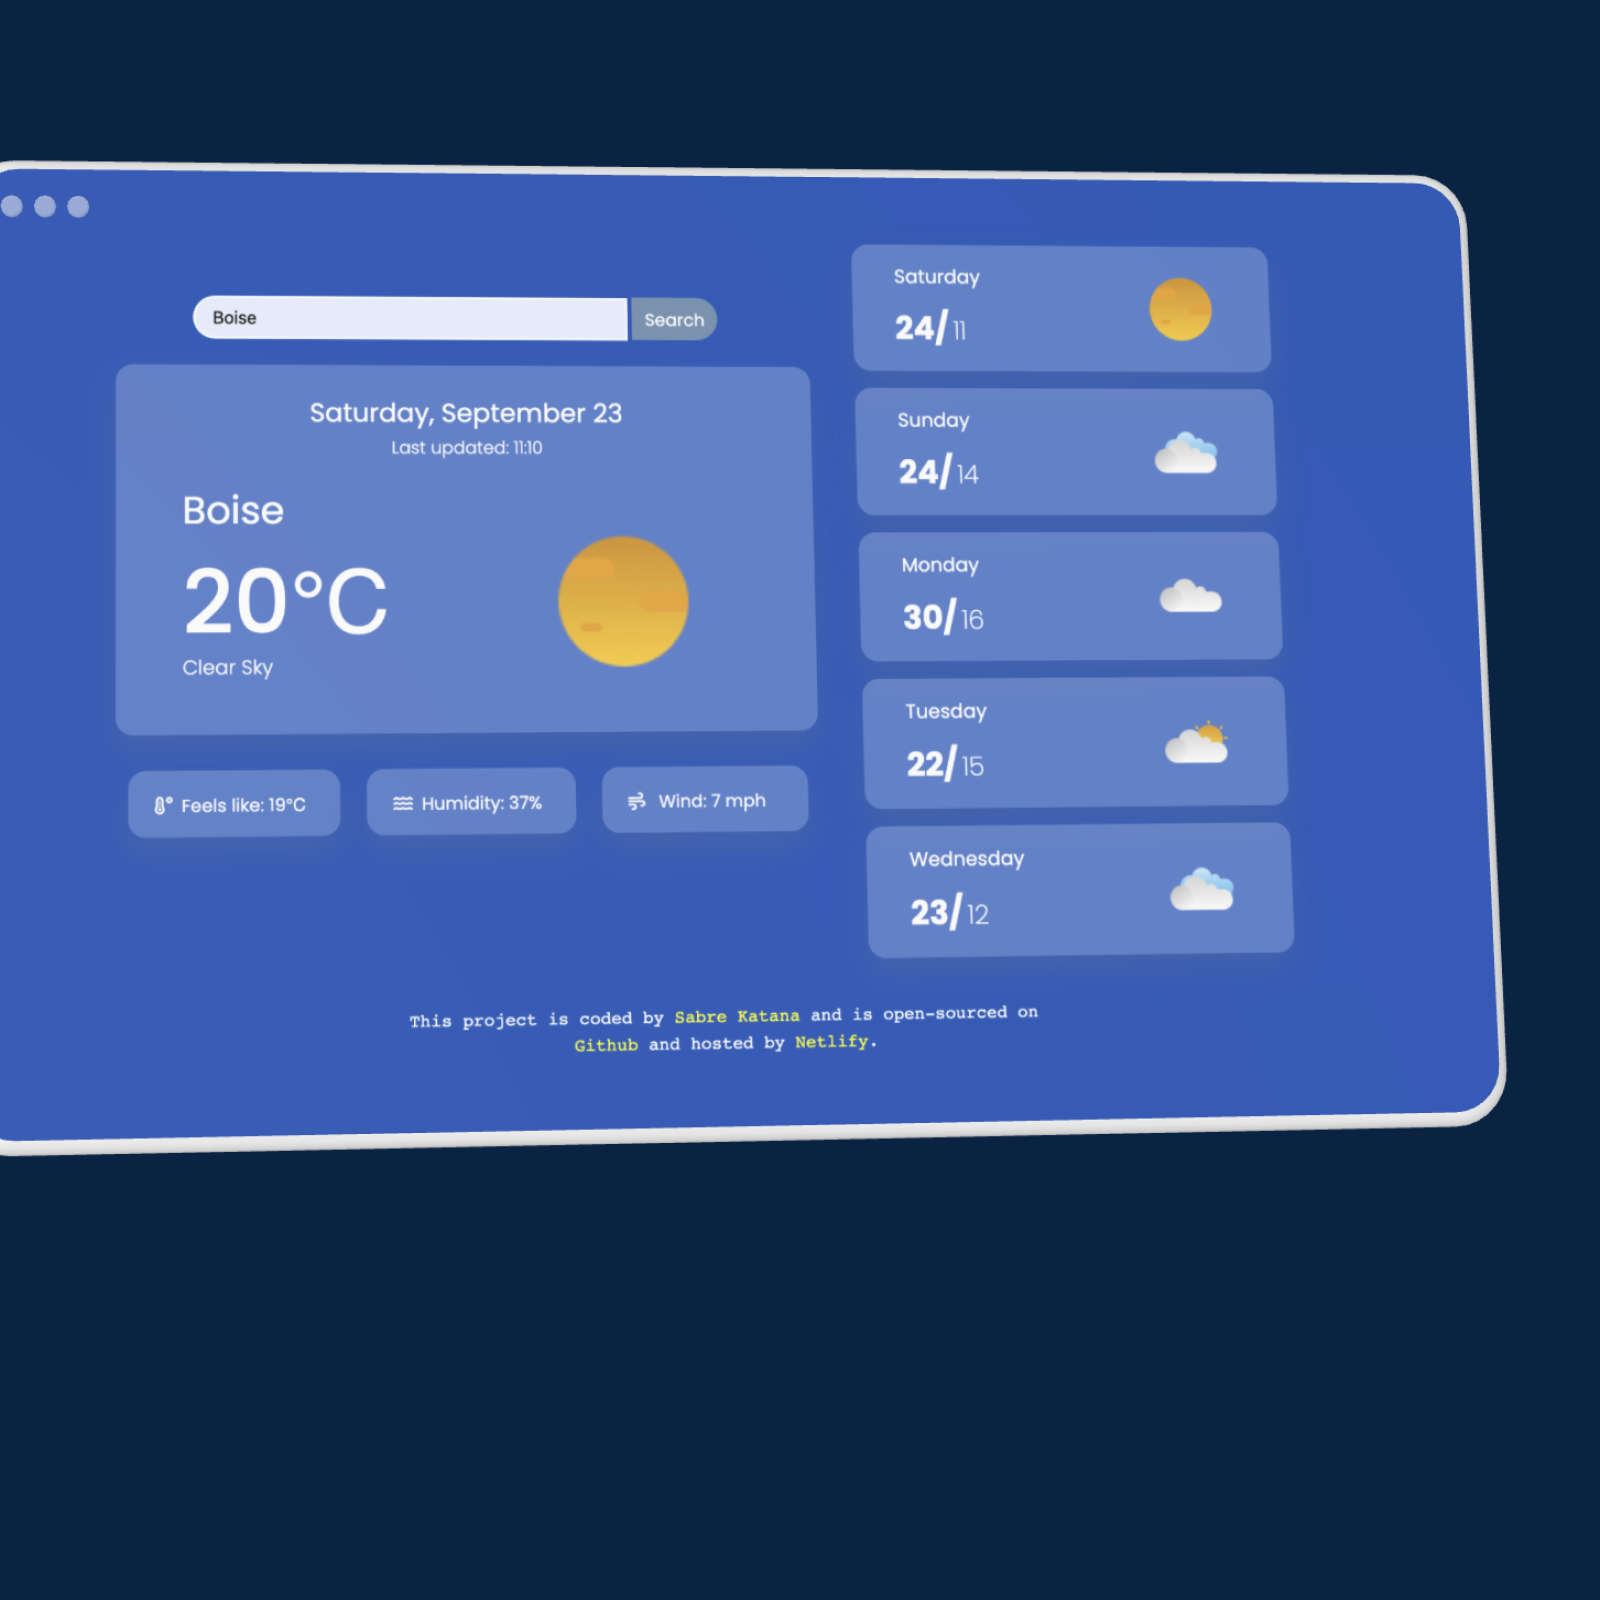 Boise
Search
Saturday, September 23
Last updated: 11:10
Boise
20°C
Clear Sky
Feels like: 19°C
Humidity: 37%
Wind: 7 mph
Saturday
24/ 11
Sunday
24/ 14
Monday
30/ 16
Tuesday
22/ 15
Wednesday
23/ 12
This project is coded by Sabre Katana and is open-sourced on
Github and hosted by Netlify.